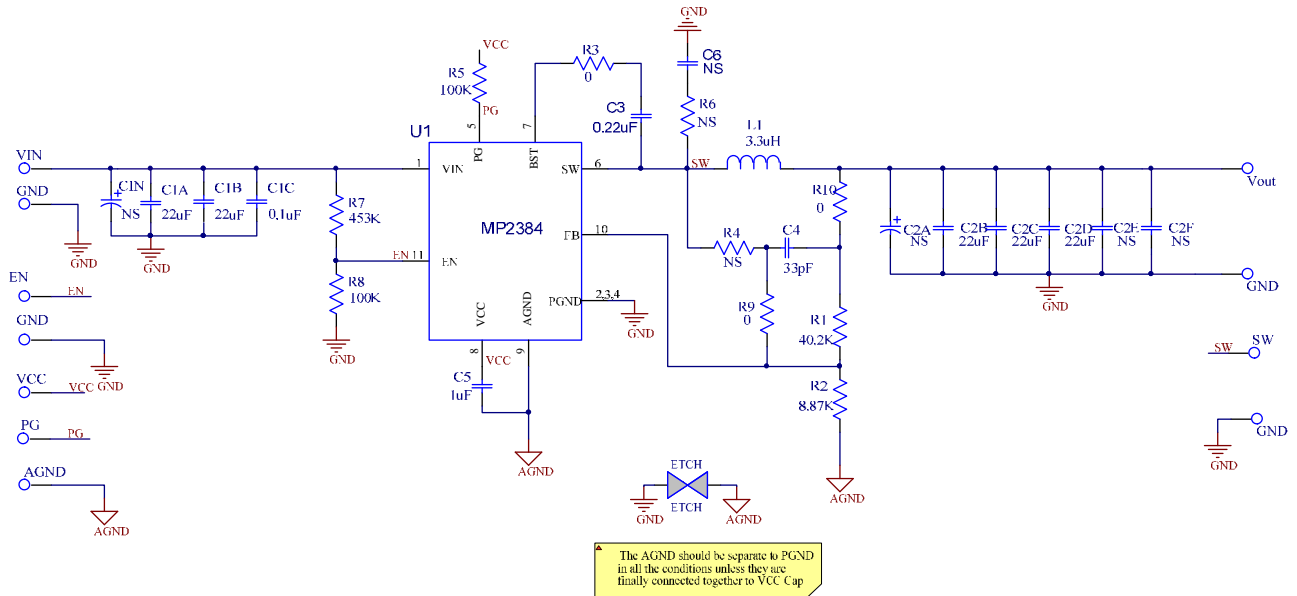 GND
VCC
R3
0
C6
NS
R5
100K
PG
C3
0.22uF
R6
NS
U1
5
7
L1
3.3uH
VIN
1
VIN
PG
BST
SW
6
SW
Vout
GND
C1N
NS
C1A
22uF
C1B
22uF
C1C
0.1uF
R7
453K
R10
0
MP2384
FB
10
R4
NS
C4
33pF
C2A
NS
C2B
22uF
C2C
22uF
C2D
22uF
C2E
NS
C2F
NS
GND
GND
EN
11
EN
EN
EN
R8
100K
PGND
2,3,4
GND
R9
0
R1
40.2K
GND
GND
GND
VCC
AGND
GND
GND
8
VCC
9
SW
SW
VCC
VCC
C5
1uF
R2
8.87K
PG
PG
GND
GND
AGND
AGND
AGND
ETCH
ETCH
GND
AGND
AGND
The AGND should be separate to PGND
in all the conditions unless they are
finally connected together to VCC Cap